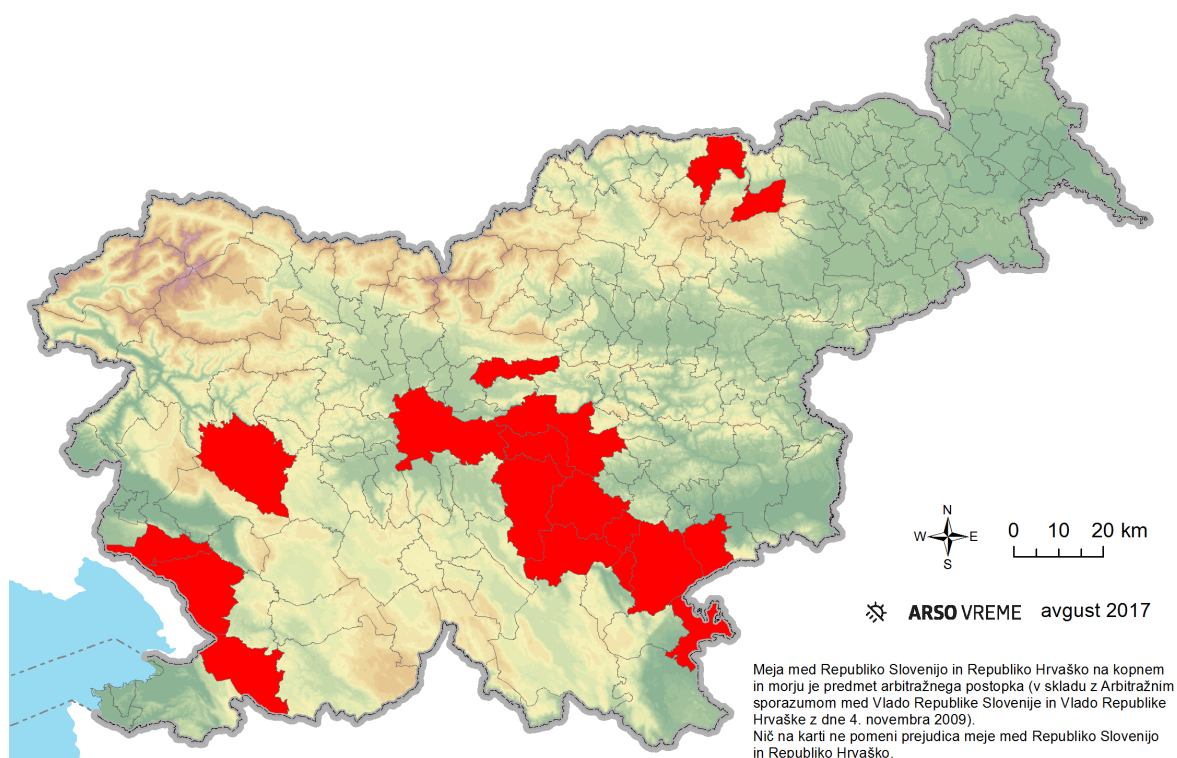 N
W E
S
0 10 20 km
ARSO VREME avgust 2017
Meja med Republiko Slovenijo in Republiko Hrvaško na kopnem
in morju je predmet arbitražnega postopka (v skladu z Arbitražnim
sporazumom med Vlado Republike Slovenije in Vlado Republike
Hrvaške z dne 4. novembra 2009).
Nič na karti ne pomeni prejudica meje med Republiko Slovenijo
in Republiko Hrvaško.